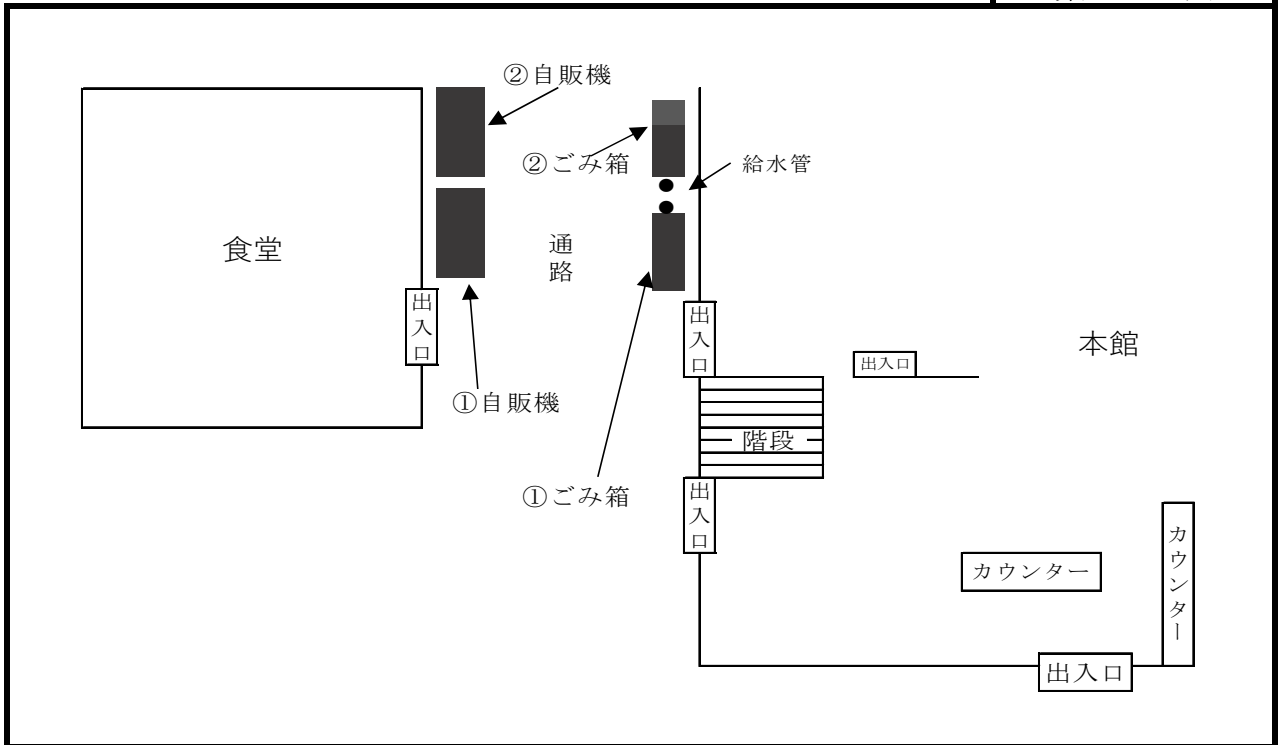 ②自販機
②ごみ箱
給水管
食堂
通路
出入口
出入口
本館
出入口
①自販機
階段
①ごみ箱
出入口
カウンター
カウンター
出入口